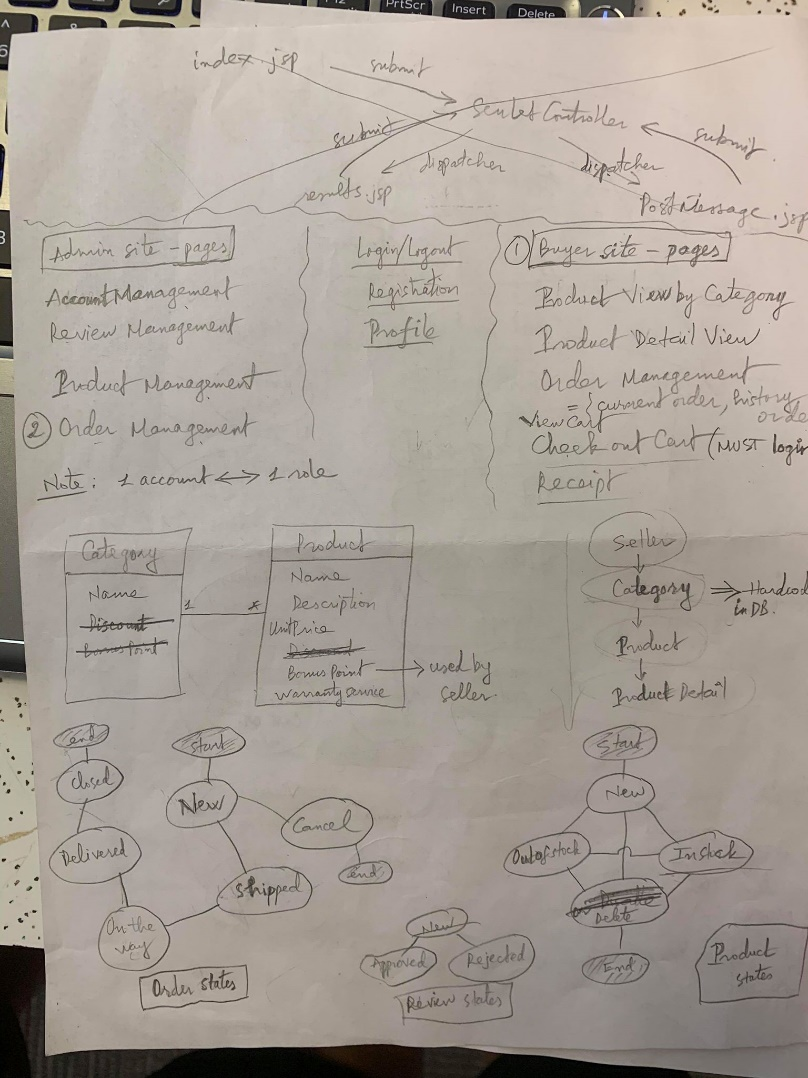 PrtScr
Insert
Delete
index.jsp
submit
Servlet Controller
submit
submit
dispatcher
dispatcher
results.jsp
PostMessage.jsp
Admin site - pages
Account Management
Review Management
Product Management
2 Order Management
Note: 1 account <-> 1 role
Login/Logout
Registration
Profile
1 Buyer site - pages
Product View by Category
Product Detail View
Order Management
= {current order, history
orde
View Cart
Check out Cart (MUST login
Receipt
Category
Name
Discount
Bonus Point
1
*
Product
Name
Description
UnitPrice
Discount
Bonus Point → used by
seller.
Warranty service
Seller
Category ⇒ Hardcod
in DB.
Product
Product Detail
end
closed
Delivered
On the
way
start
New
Cancel
end
shipped
Order states
New
Approved
Rejected
Review states
Start
New
Out of stock
In Stock
Delete
End
Product
states